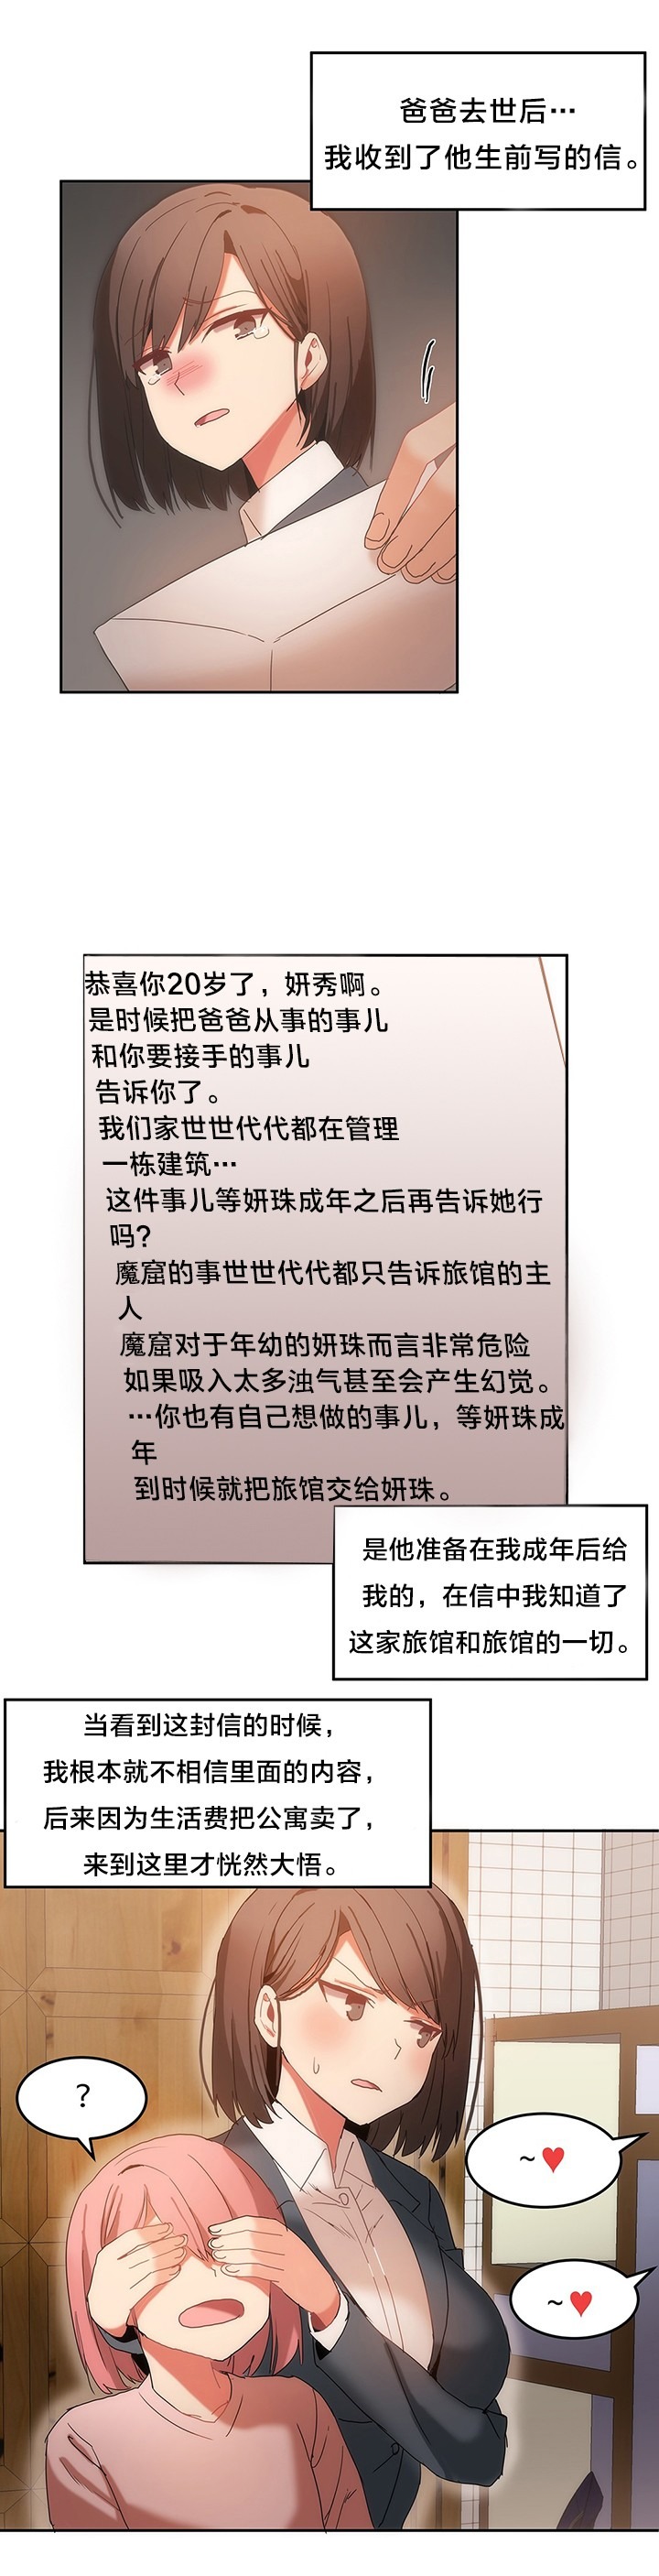 爸爸去世后…
我收到了他生前写的信。
恭喜你20岁了，妍秀啊。
是时候把爸爸从事的事儿
和你要接手的事儿
告诉你了。
我们家世世代代都在管理
一栋建筑…
这件事儿等妍珠成年之后再告诉她行
吗?
魔窟的事世世代代都只告诉旅馆的主
人
魔窟对于年幼的妍珠而言非常危险
如果吸入太多浊气甚至会产生幻觉。
…你也有自己想做的事儿，等妍珠成
年
到时候就把旅馆交给妍珠。
是他准备在我成年后给
我的，在信中我知道了
这家旅馆和旅馆的一切。
当看到这封信的时候，
我根本就不相信里面的内容，
后来因为生活费把公寓卖了，
来到这里才恍然大悟。
?
~♥
~♥